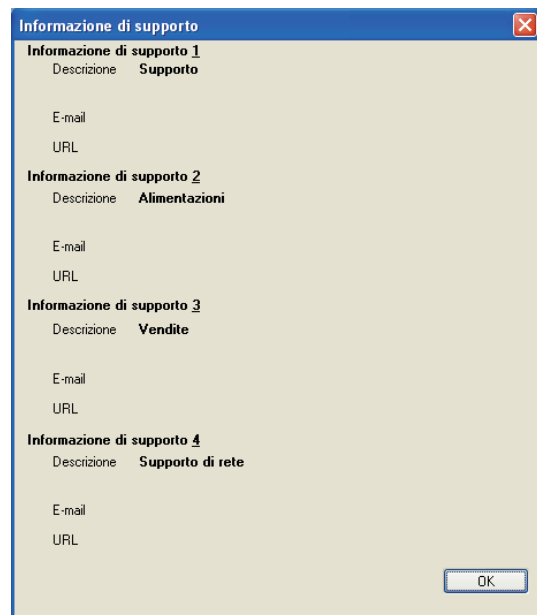 Informazione di supporto
Informazione di supporto 1
Descrizione Supporto
E-mail
URL
Informazione di supporto 2
Descrizione Alimentazioni
E-mail
URL
Informazione di supporto 3
Descrizione Vendite
E-mail
URL
Informazione di supporto 4
Descrizione Supporto di rete
E-mail
URL
OK